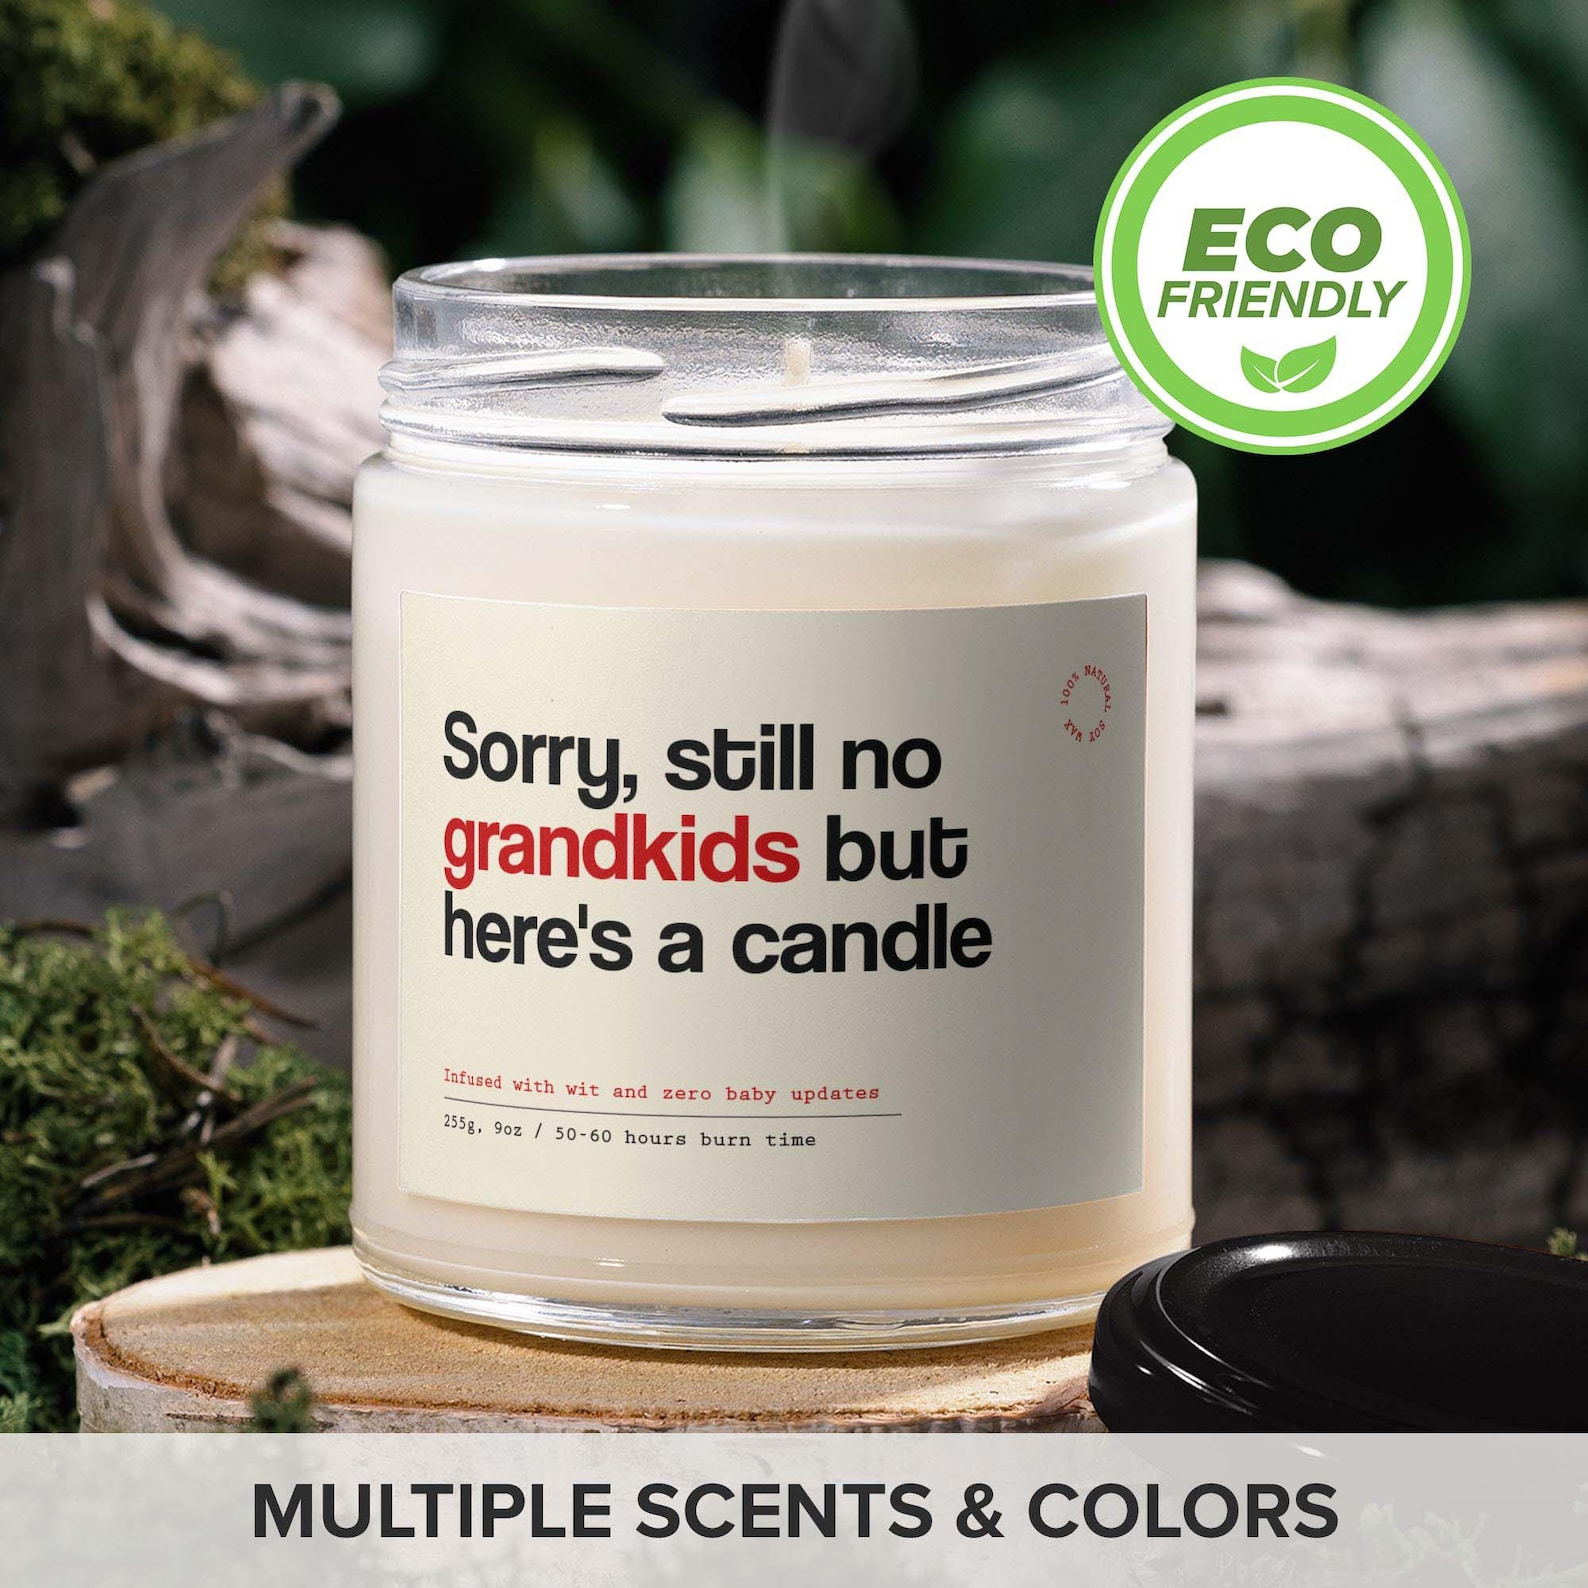 ECO
FRIENDLY
100% NATURAL SOY WAX
Sorry, still no
grandkids but
here's a candle
Infused with wit and zero baby updates
255g, 9oz / 50-60 hours burn time
MULTIPLE SCENTS & COLORS